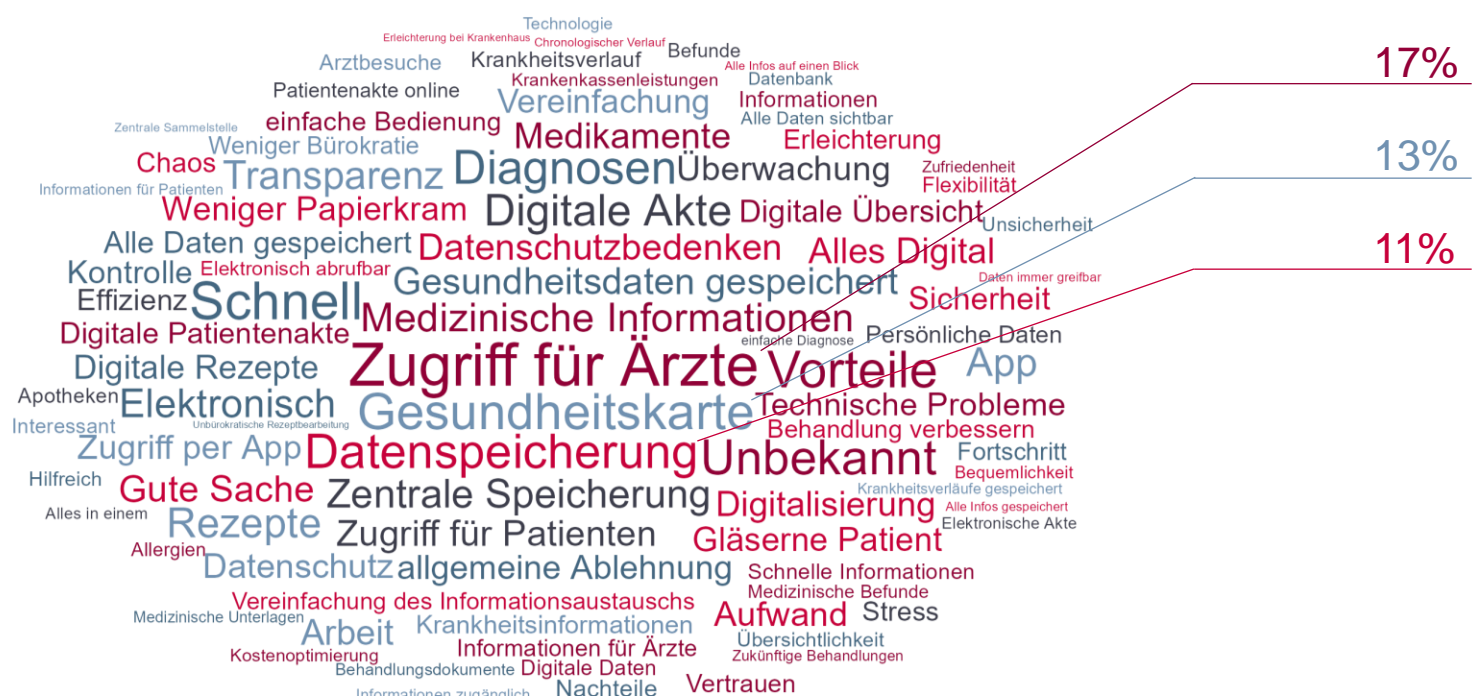 Technologie
Erleichterung bei Krankenhaus
Chronologischer Verlauf
Befunde
Arztbesuche
Krankheitsverlauf
Alle Infos auf einen Blick
17%
Patientenakte online
Krankenkassenleistungen
Datenbank
Vereinfachung
Informationen
Zentrale Sammelstelle
einfache Bedienung
Medikamente
Alle Daten sichtbar
Erleichterung
Weniger Bürokratie
13%
Chaos
Transparenz
Diagnosen
Überwachung
Zufriedenheit
Flexibilität
Informationen für Patienten
Weniger Papierkram
Digitale Akte
Digitale Übersicht
Unsicherheit
Alle Daten gespeichert
Datenschutzbedenken
Alles Digital
11%
Kontrolle
Elektronisch abrufbar
Gesundheitsdaten gespeichert
Daten immer greifbar
Effizienz
Schnell
Sicherheit
Digitale Patientenakte
Medizinische Informationen
einfache Diagnose
Persönliche Daten
Digitale Rezepte
Zugriff für Ärzte
Vorteile
App
Apotheken
Elektronisch
Gesundheitskarte
Technische Probleme
Interessant
Unbürokratische Rezeptbearbeitung
Behandlung verbessern
Zugriff per App
Datenspeicherung
Unbekannt
Fortschritt
Bequemlichkeit
Hilfreich
Gute Sache
Zentrale Speicherung
Digitalisierung
Krankheitsverläufe gespeichert
Alle Infos gespeichert
Alles in einem
Rezepte
Zugriff für Patienten
Gläserne Patient
Elektronische Akte
Allergien
Datenschutz
allgemeine Ablehnung
Schnelle Informationen
Medizinische Befunde
Vereinfachung des Informationsaustauschs
Aufwand
Stress
Medizinische Unterlagen
Arbeit
Krankheitsinformationen
Übersichtlichkeit
Kostenoptimierung
Informationen für Ärzte
Zukünftige Behandlungen
Behandlungsdokumente
Digitale Daten
Informationen zugänglich
Nachteile
Vertrauen